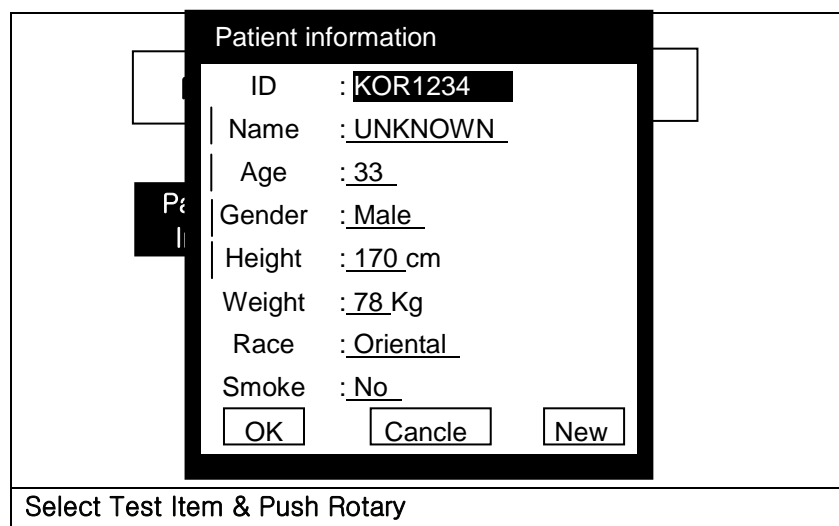 Patient information
ID : KOR1234
Name : UNKNOWN
Age : 33
Gender : Male
Height : 170 cm
Weight : 78 Kg
Race : Oriental
Smoke : No
OK Cancle New
Select Test Item & Push Rotary